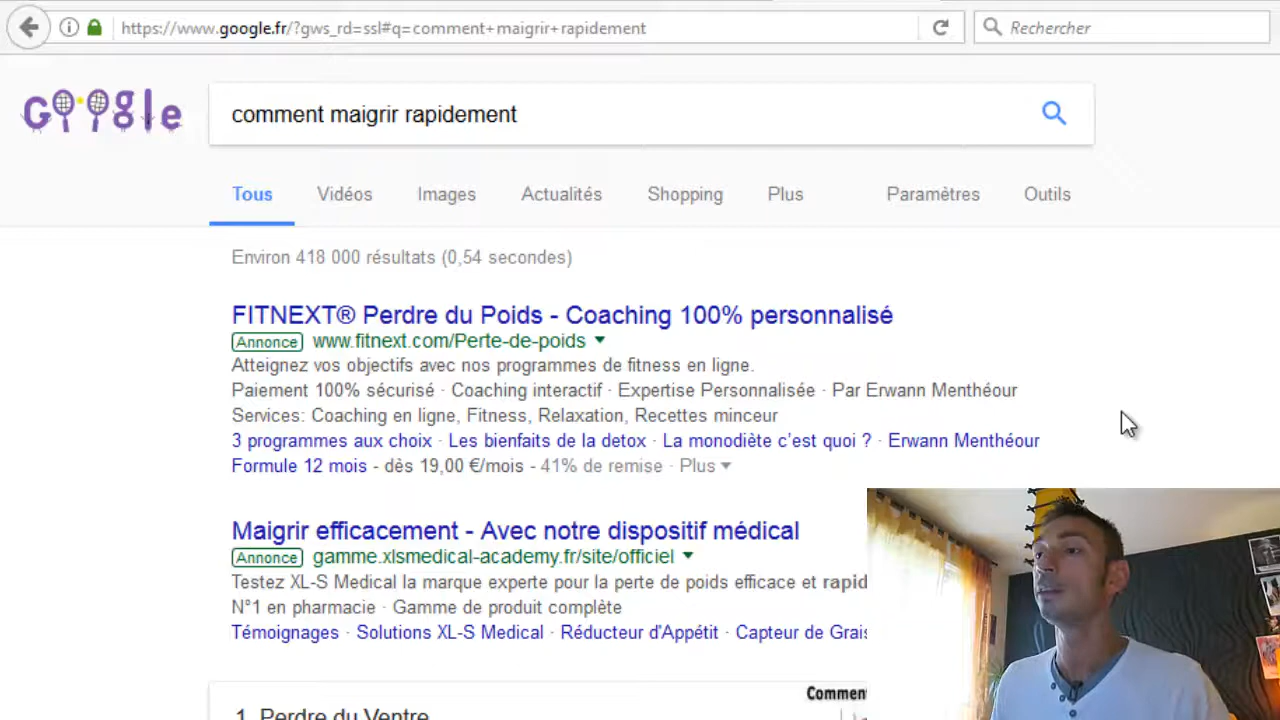 https://www.google.fr/?gws_rd=ssl#q=comment+maigrir+rapidement
Rechercher
Google
comment maigrir rapidement
Tous Vidéos Images Actualités Shopping Plus Paramètres Outils
Environ 418 000 résultats (0,54 secondes)
FITNEXT® Perdre du Poids - Coaching 100% personnalisé
Annonce www.fitnext.com/Perte-de-poids
Atteignez vos objectifs avec nos programmes de fitness en ligne.
Paiement 100% sécurisé · Coaching interactif · Expertise Personnalisée · Par Erwann Menthéour
Services: Coaching en ligne, Fitness, Relaxation, Recettes minceur
3 programmes aux choix · Les bienfaits de la detox · La monodiète c'est quoi ? · Erwann Menthéour
Formule 12 mois - dès 19,00 €/mois - 41% de remise · Plus
Maigrir efficacement - Avec notre dispositif médical
Annonce gamme.xlsmedical-academy.fr/site/officiel
Testez XL-S Medical la marque experte pour la perte de poids efficace et rapid
N°1 en pharmacie · Gamme de produit complète
Témoignages · Solutions XL-S Medical · Réducteur d'Appétit · Capteur de Grais
Commen
1. Perdre du Ventre